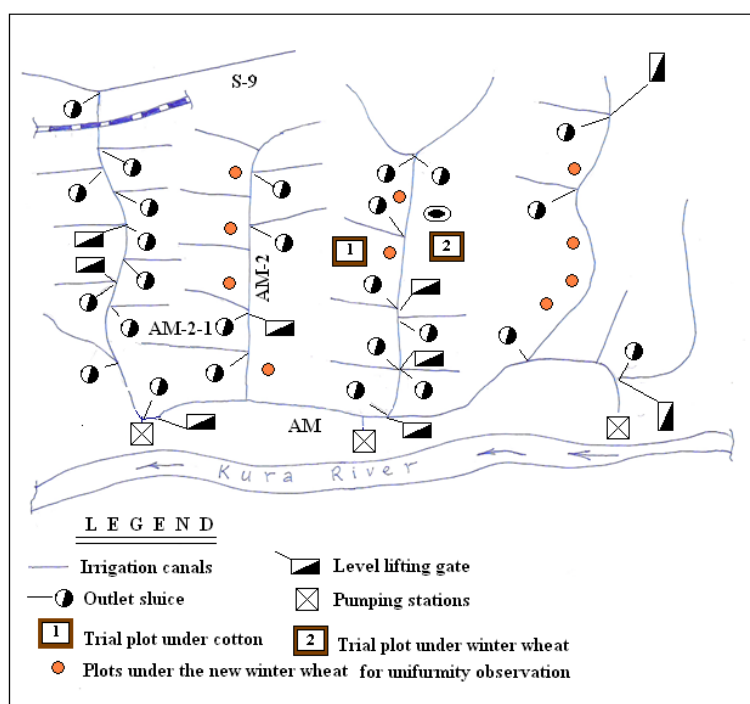 S-9
1
2
AM-2
AM-2-1
AM
Kura River
L E G E N D
Irrigation canals
Level lifting gate
Outlet sluice
Pumping stations
1 Trial plot under cotton
2 Trial plot under winter wheat
Plots under the new winter wheat for unifurmity observation